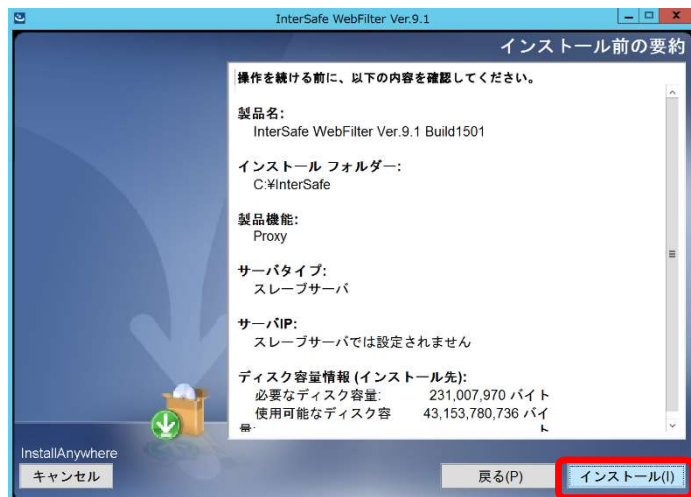 InterSafe WebFilter Ver.9.1
インストール前の要約
操作を続ける前に、以下の内容を確認してください。
製品名:
InterSafe WebFilter Ver.9.1 Build1501
インストール フォルダー:
C:¥InterSafe
製品機能:
Proxy
サーバタイプ:
スレーブサーバ
サーバIP:
スレーブサーバでは設定されません
ディスク容量情報 (インストール先):
必要なディスク容量: 231,007,970 バイト
使用可能なディスク容 43,153,780,736 バイ
量: ト
InstallAnywhere
キャンセル 戻る(P) インストール(I)